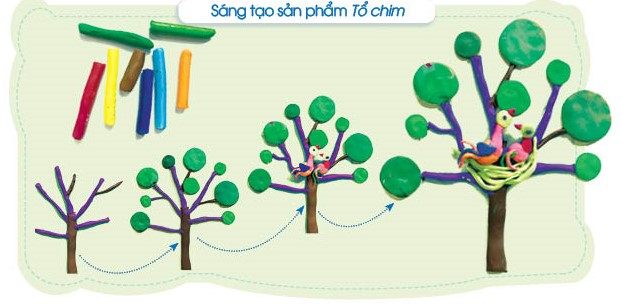 Sáng tạo sản phẩm Tổ chim